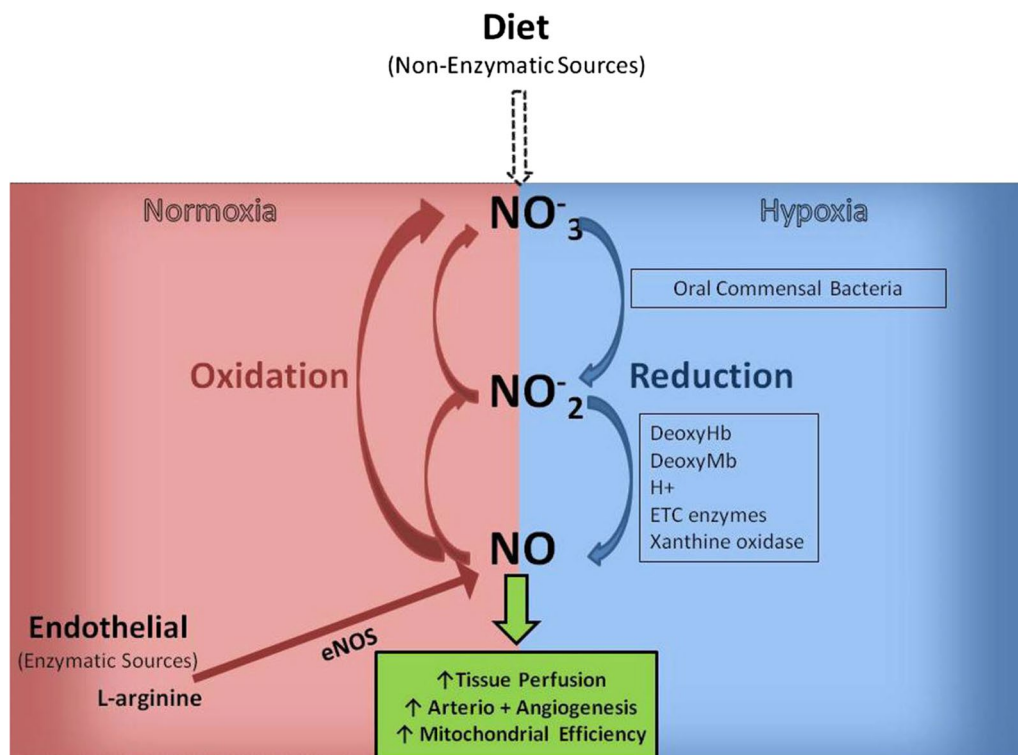 Diet
(Non-Enzymatic Sources)
Normoxia
NO⁻₃
Hypoxia
Oral Commensal Bacteria
Oxidation
NO⁻₂
Reduction
DeoxyHb
DeoxyMb
H+
ETC enzymes
Xanthine oxidase
NO
Endothelial
(Enzymatic Sources)
L-arginine
eNOS
↑Tissue Perfusion
↑ Arterio + Angiogenesis
↑ Mitochondrial Efficiency